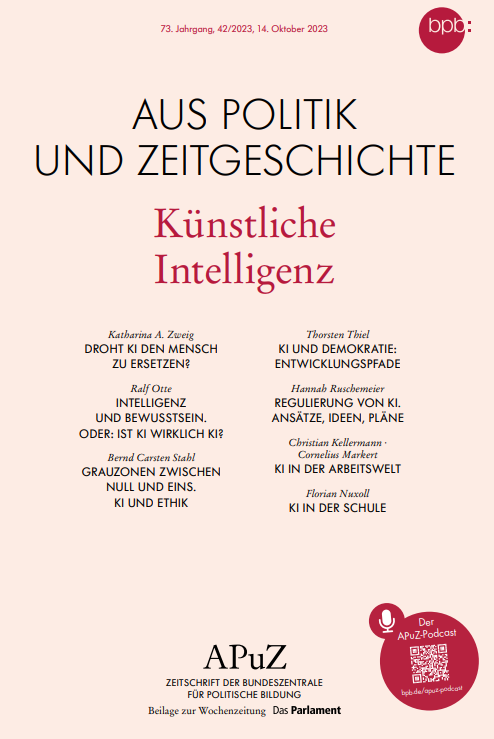 73. Jahrgang, 42/2023, 14. Oktober 2023
bpb:
AUS POLITIK
UND ZEITGESCHICHTE
Künstliche
Intelligenz
Katharina A. Zweig
DROHT KI DEN MENSCH
ZU ERSETZEN?
Ralf Otte
INTELLIGENZ
UND BEWUSSTSEIN.
ODER: IST KI WIRKLICH KI?
Bernd Carsten Stahl
GRAUZONEN ZWISCHEN
NULL UND EINS.
KI UND ETHIK
Thorsten Thiel
KI UND DEMOKRATIE:
ENTWICKLUNGSPFADE
Hannah Ruschemeier
REGULIERUNG VON KI.
ANSÄTZE, IDEEN, PLÄNE
Christian Kellermann ·
Cornelius Markert
KI IN DER ARBEITSWELT
Florian Nuxoll
KI IN DER SCHULE
Der
APuZ-Podcast
bpb.de/apuz-podcast
APuZ
ZEITSCHRIFT DER BUNDESZENTRALE
FÜR POLITISCHE BILDUNG
Beilage zur Wochenzeitung Das Parlament